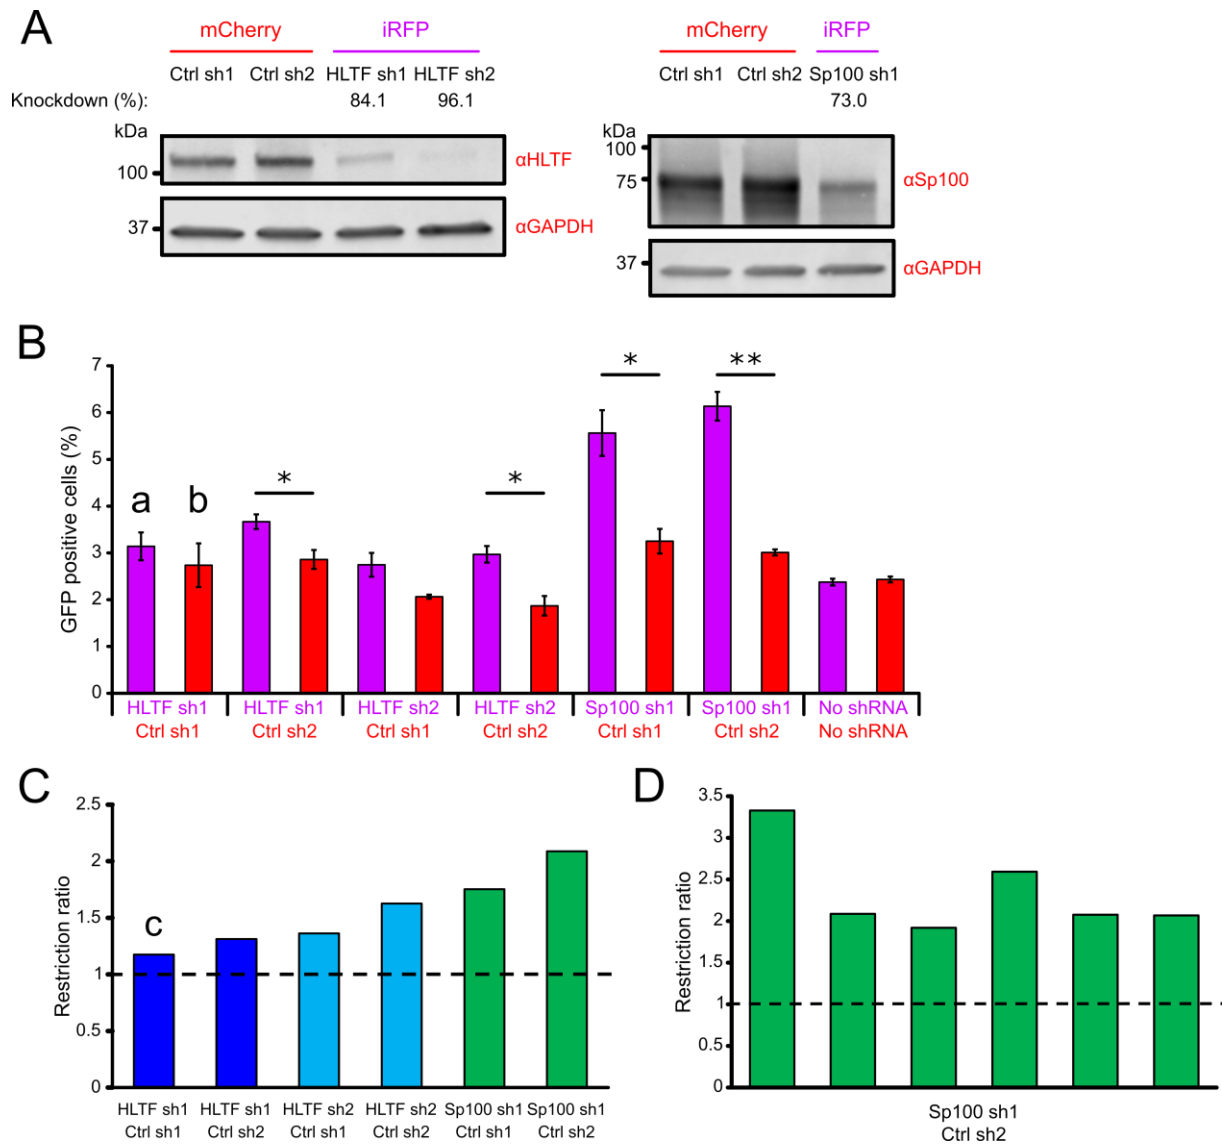 A
mCherry iRFP
Ctrl sh1 Ctrl sh2 HLTF sh1 HLTF sh2
Knockdown (%): 84.1 96.1
kDa
100
αHLTF
37
αGAPDH
mCherry iRFP
Ctrl sh1 Ctrl sh2 Sp100 sh1
73.0
kDa
100
75
αSp100
37
αGAPDH
B
GFP positive cells (%)
7
6
5
4
3
2
1
0
a b * * * **
HLTF sh1 HLTF sh1 HLTF sh2 HLTF sh2 Sp100 sh1 Sp100 sh1 No shRNA
Ctrl sh1 Ctrl sh2 Ctrl sh1 Ctrl sh2 Ctrl sh1 Ctrl sh2 No shRNA
C
Restriction ratio
2.5
2
1.5
1
0.5
0
c
HLTF sh1 HLTF sh1 HLTF sh2 HLTF sh2 Sp100 sh1 Sp100 sh1
Ctrl sh1 Ctrl sh2 Ctrl sh1 Ctrl sh2 Ctrl sh1 Ctrl sh2
D
Restriction ratio
3.5
3
2.5
2
1.5
1
0.5
0
Sp100 sh1
Ctrl sh2